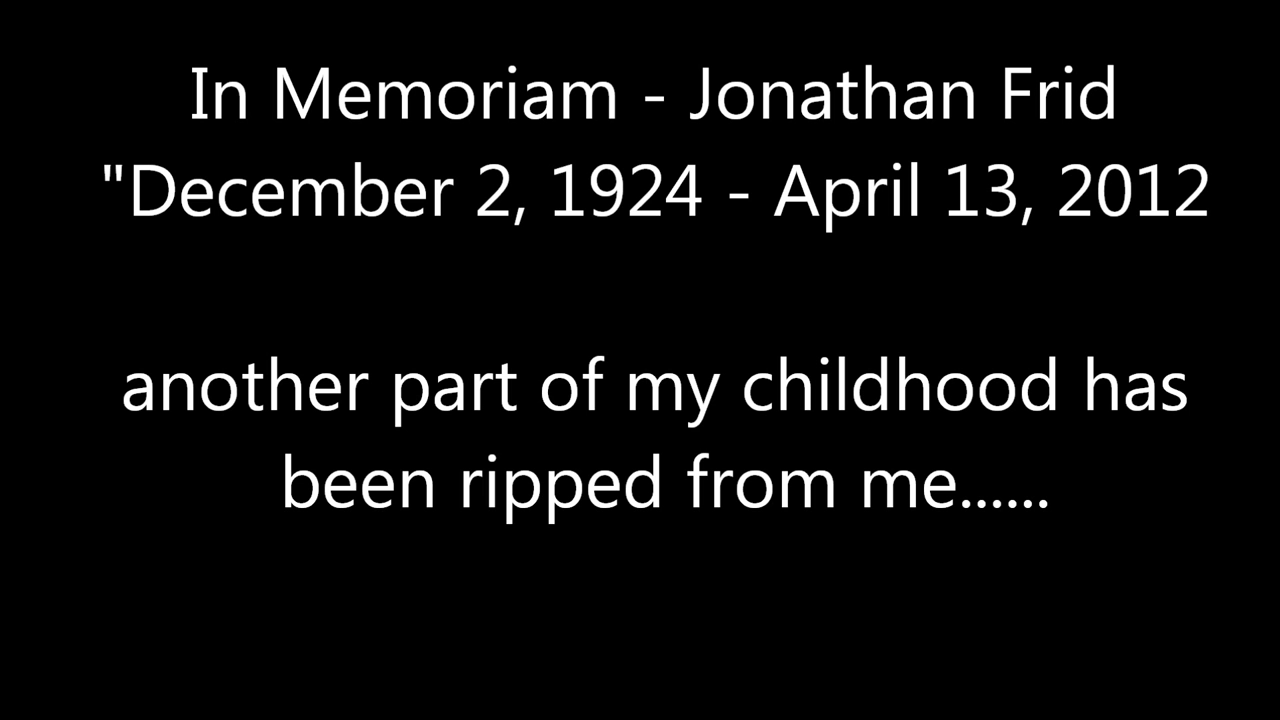 In Memoriam - Jonathan Frid
"December 2, 1924 - April 13, 2012
another part of my childhood has
been ripped from me......